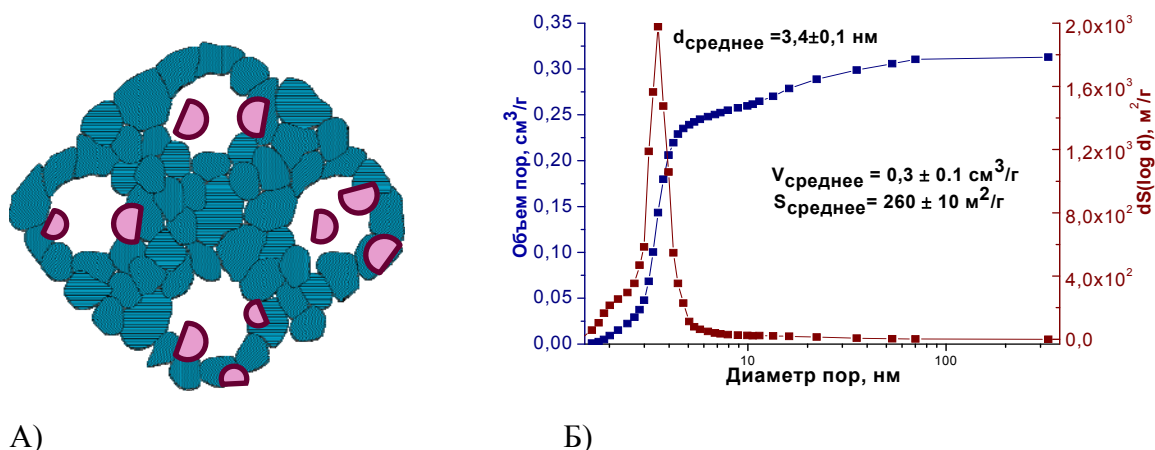 0,35
0,30
0,25
0,20
0,15
0,10
0,05
0,00
Объем пор, см³/г
dсреднее =3,4±0,1 нм
Vсреднее = 0,3 ± 0.1 см³/г
Sсреднее= 260 ± 10 м²/г
2,0x10³
1,6x10³
1,2x10³
8,0x10²
4,0x10²
0,0
dS(log d), м²/г
10
100
Диаметр пор, нм
А)
Б)